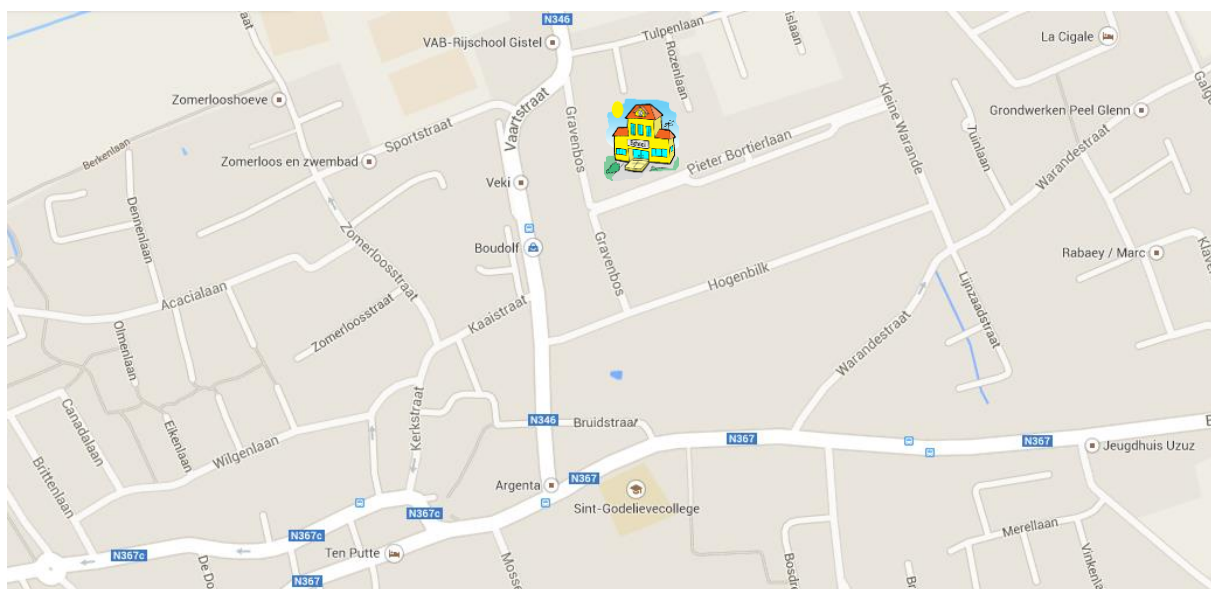 N346
Tulpenlaan
VAB-Rijschool Gistel
Rozenlaan
La Cigale
Zomerlooshoeve
Vaartstraat
Gravenbos
School
Kleine Warande
Grondwerken Peel Glenn
Sportstraat
Berkenlaan
Zomerloos en zwembad
Pieter Bortierlaan
Tuinlaan
Warandestraat
Veki
Dennenlaan
Zomerloosstraat
Boudolf
Gravenbos
Rabaey / Marc
Hogenbilk
Lijnzaadstraat
Acacialaan
Kaaistraat
Zomerloosstraat
Olmenlaan
Warandestraat
Canadalaan
Eikenlaan
Kerkstraat
N346
Bruidstraat
N367
N367
Jeugdhuis Uzuz
Brittenlaan
Wilgenlaan
Argenta
N367
Sint-Godelievecollege
N367c
N367c
N367c
Ten Putte
Merellaan
N367